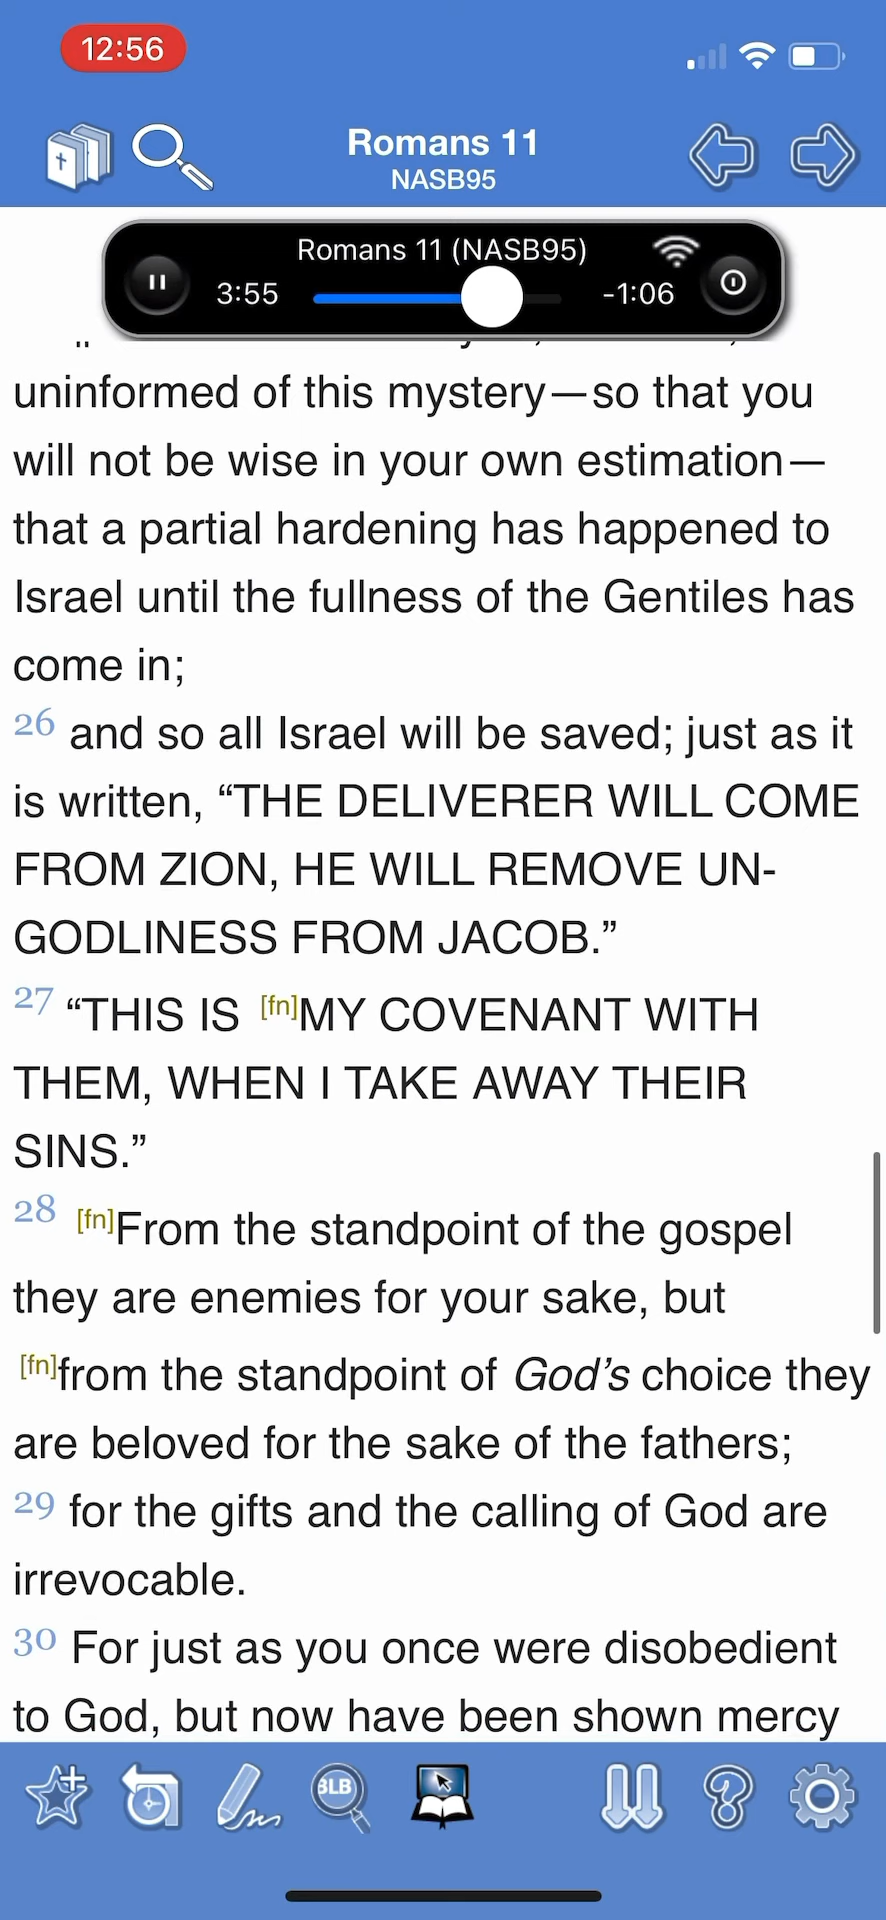 12:56
Romans 11
NASB95
Romans 11 (NASB95)
3:55
-1:06
uninformed of this mystery—so that you
will not be wise in your own estimation—
that a partial hardening has happened to
Israel until the fullness of the Gentiles has
come in;
26 and so all Israel will be saved; just as it
is written, “THE DELIVERER WILL COME
FROM ZION, HE WILL REMOVE UN-
GODLINESS FROM JACOB.”
27 “THIS IS [fn]MY COVENANT WITH
THEM, WHEN I TAKE AWAY THEIR
SINS.”
28 [fn]From the standpoint of the gospel
they are enemies for your sake, but
[fn]from the standpoint of God’s choice they
are beloved for the sake of the fathers;
29 for the gifts and the calling of God are
irrevocable.
30 For just as you once were disobedient
to God, but now have been shown mercy
BLB